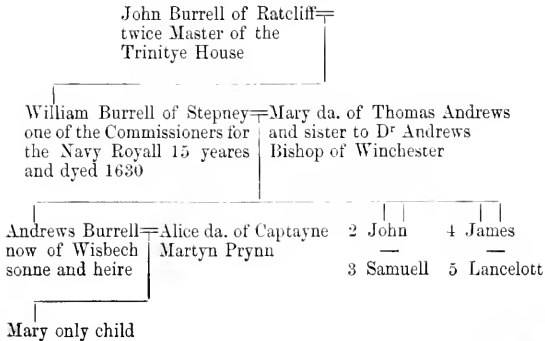 John Burrell of Ratcliff=
twice Master of the
Trinitye House
William Burrell of Stepney=Mary da. of Thomas Andrews
one of the Commissioners for and sister to Dr Andrews
the Navy Royall 15 yeares Bishop of Winchester
and dyed 1630
Andrews Burrell=Alice da. of Captayne 2 John 4 James
now of Wisbech Martyn Prynn
sonne and heire 3 Samuell 5 Lancelott
Mary only child